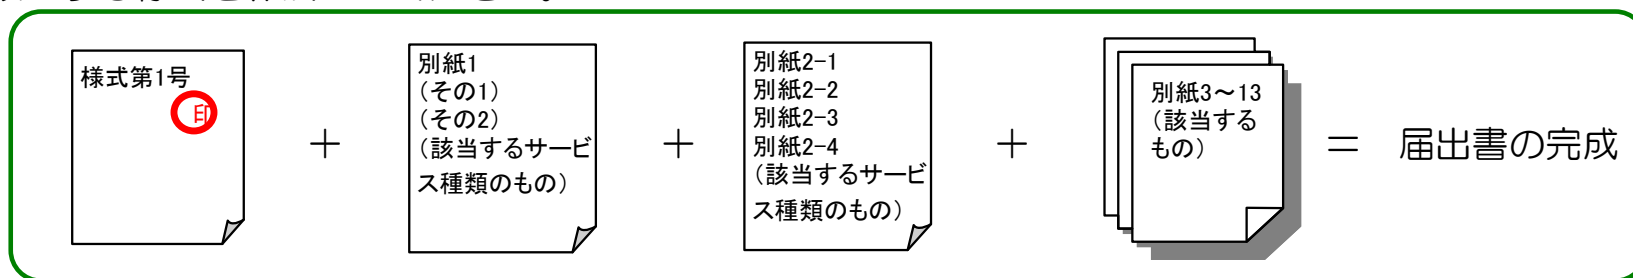 様式第1号
印
+
別紙1
(その1)
(その2)
(該当するサービ
ス種類のもの)
+
別紙2-1
別紙2-2
別紙2-3
別紙2-4
(該当するサービ
ス種類のもの)
+
別紙3～13
(該当する
もの)
= 届出書の完成